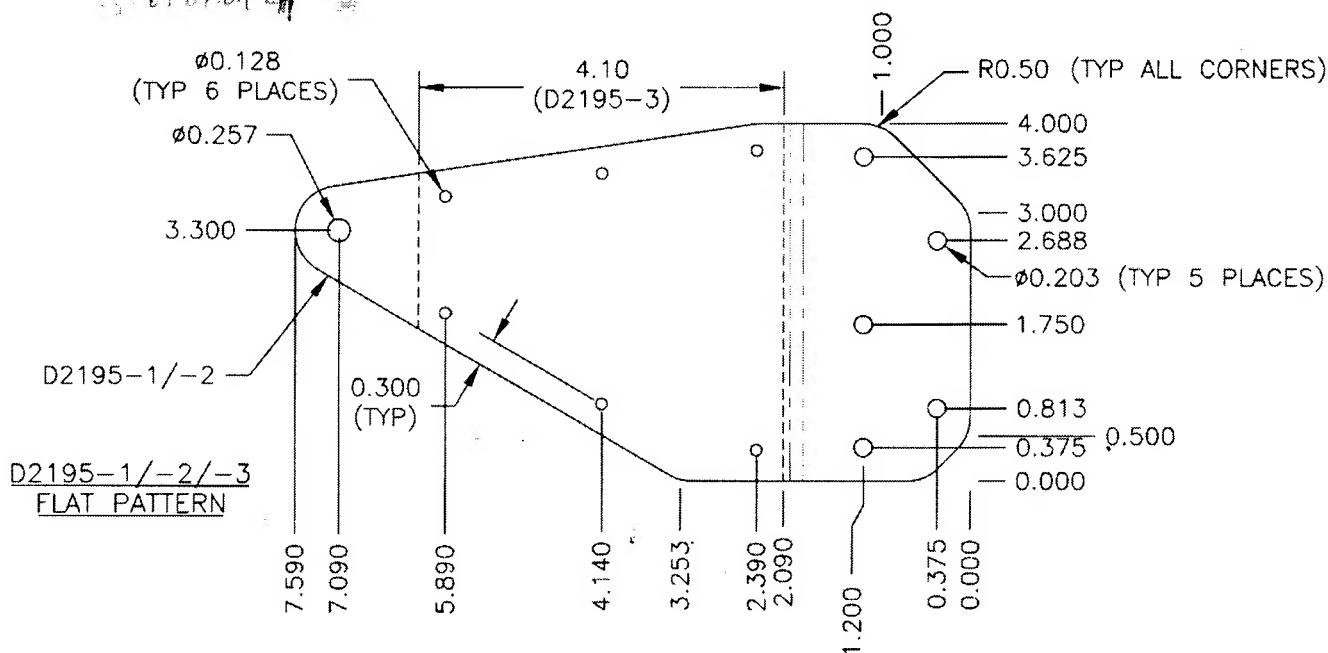 ø0.128
(TYP 6 PLACES)
4.10
(D2195-3)
1.000
R0.50 (TYP ALL CORNERS)
ø0.257
4.000
3.625
3.300
3.000
2.688
ø0.203 (TYP 5 PLACES)
1.750
D2195-1/-2
0.300
(TYP)
0.813
0.500
0.375
0.000
D2195-1/-2/-3
FLAT PATTERN
7.590
7.090
5.890
4.140
3.253
2.390
2.090
1.200
0.375
0.000